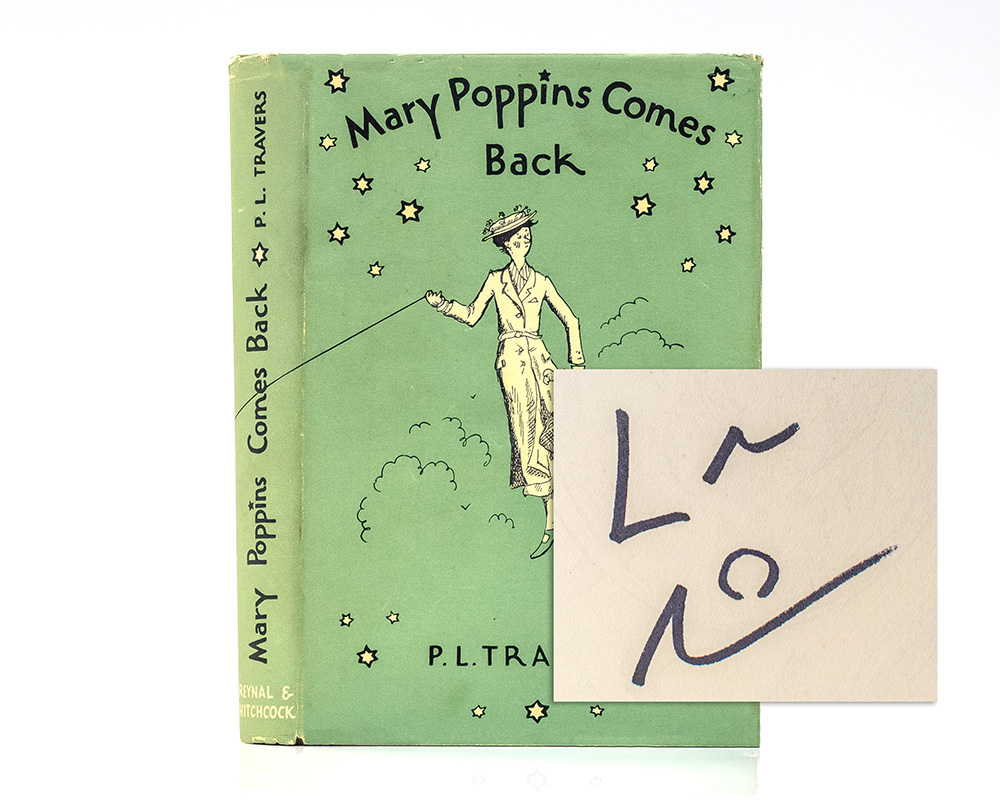 Mary Poppins Comes
Back
P. L. TRA
Mary Poppins Comes Back P. L. TRAVERS
REYNAL &
HITCHCOCK